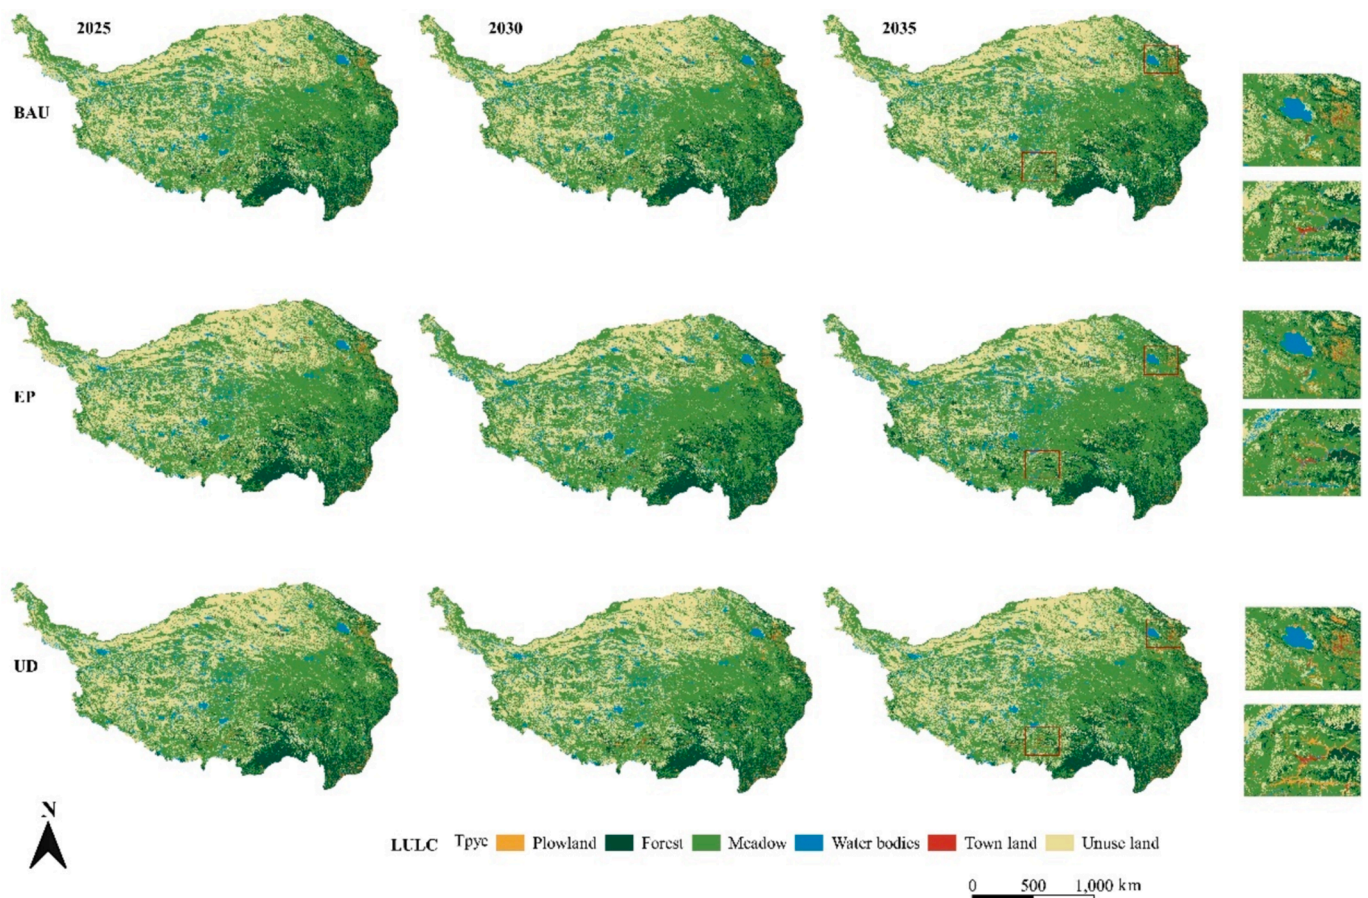 2025 2030 2035
BAU
EP
UD
N
LULC Tpyc Plowland Forest Meadow Water bodies Town land Unuse land
0 500 1,000 km